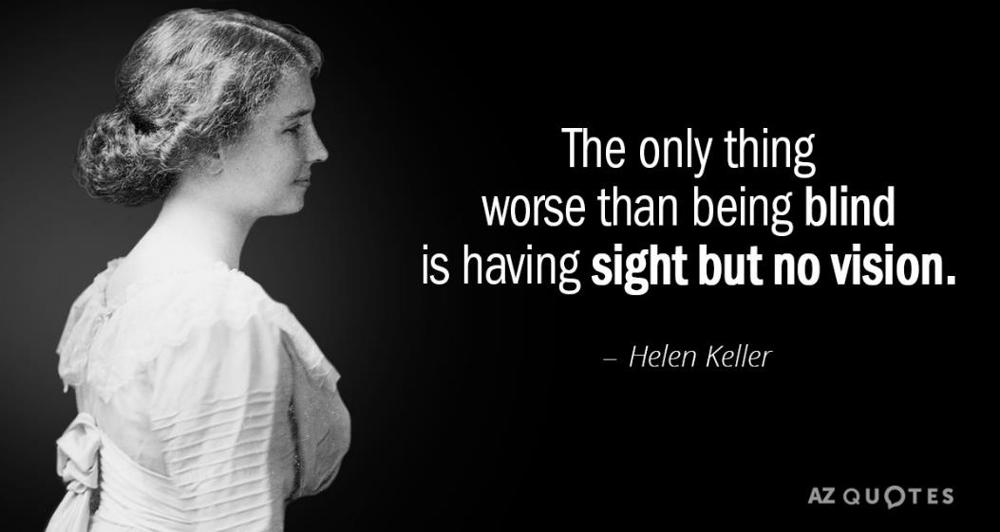 The only thing
worse than being blind
is having sight but no vision.
– Helen Keller
AZ QUOTES